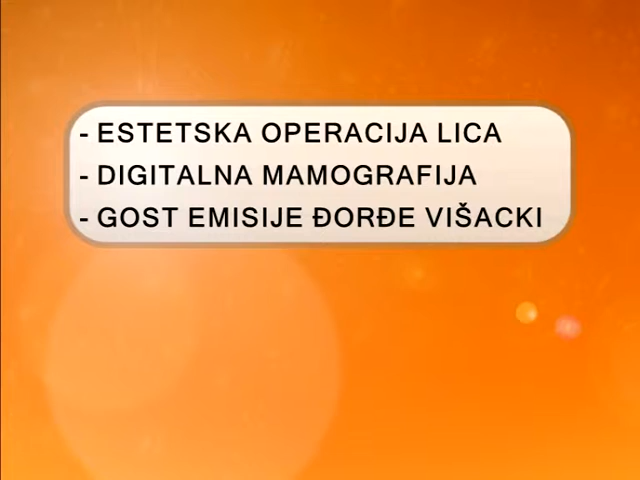 - ESTETSKA OPERACIJA LICA
- DIGITALNA MAMOGRAFIJA
- GOST EMISIJE ĐORĐE VIŠACKI